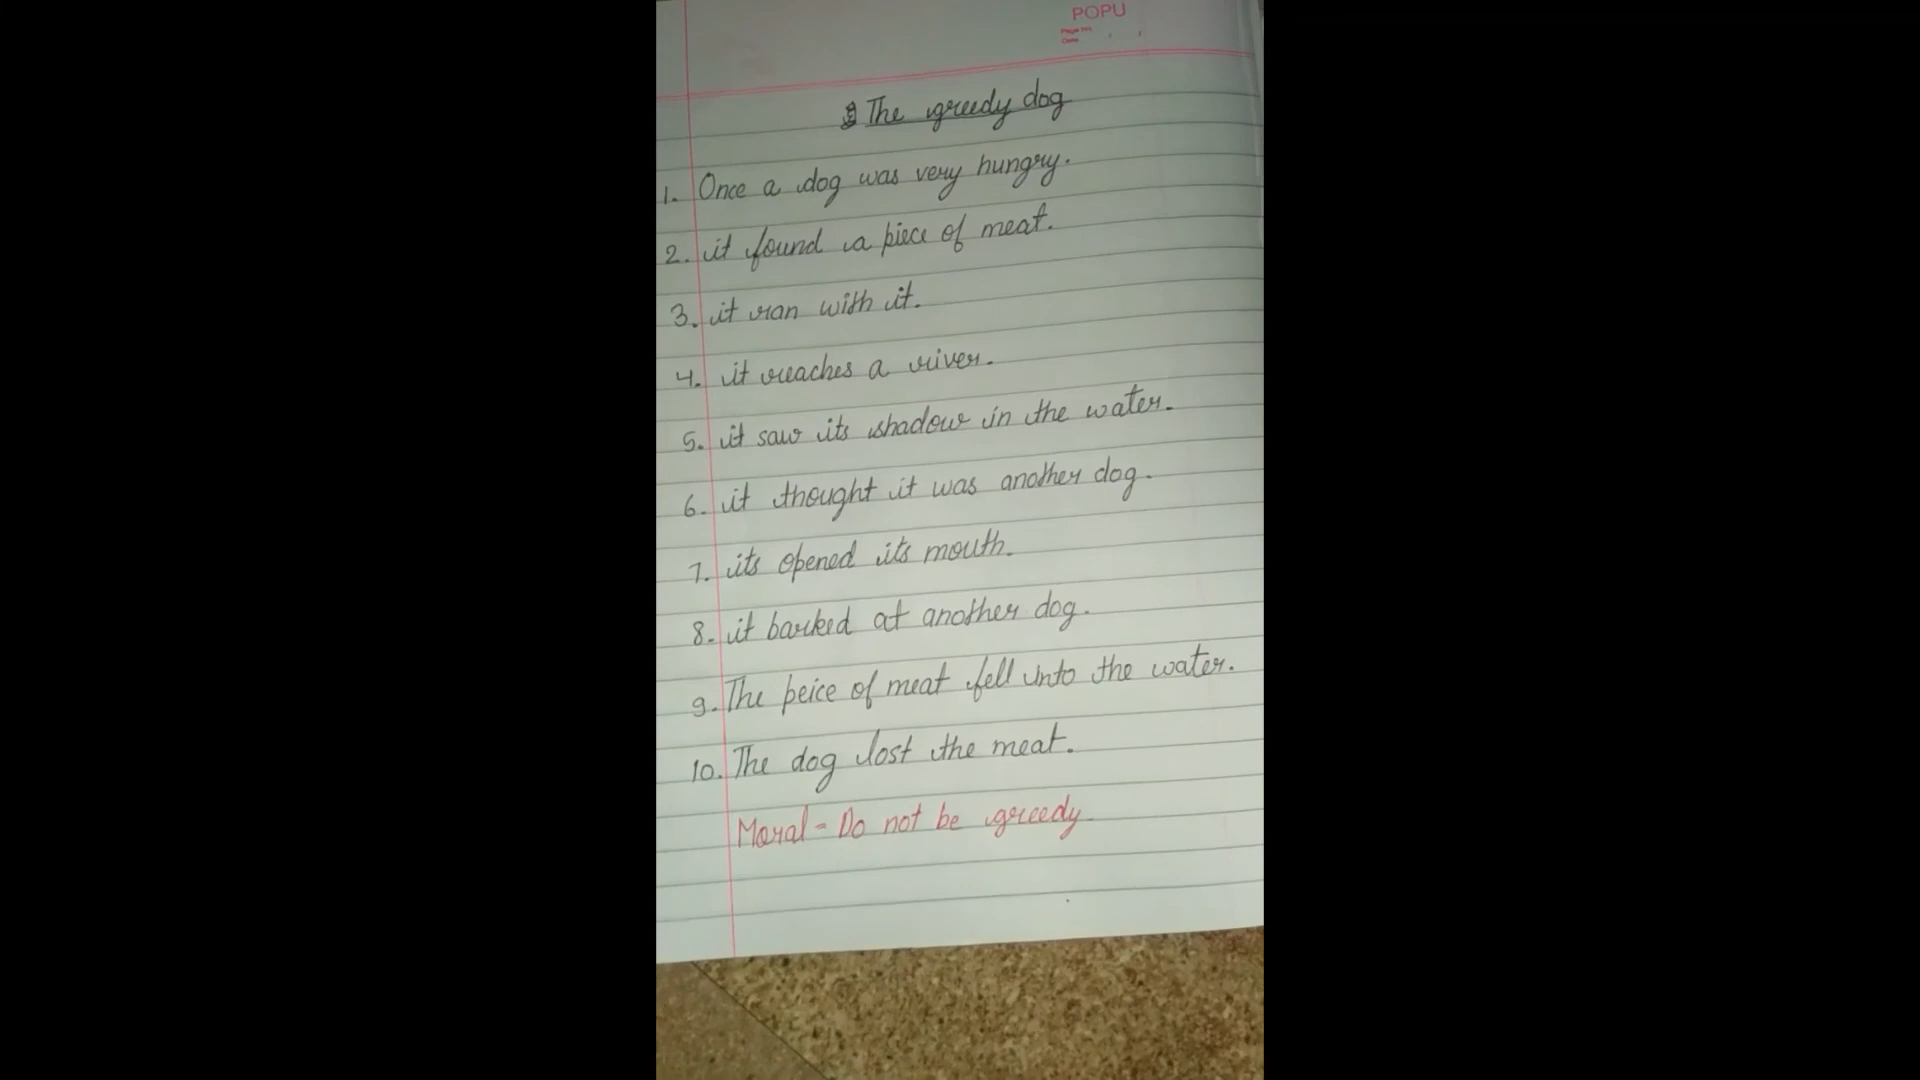 POPU
Page No.
Date
The greedy dog
1. Once a dog was very hungry.
2. it found a piece of meat.
3. it ran with it.
4. it reaches a river.
5. it saw its shadow in the water.
6. it thought it was another dog.
7. its opened its mouth.
8. it barked at another dog.
9. The peice of meat fell into the water.
10. The dog lost the meat.
Moral - Do not be greedy.